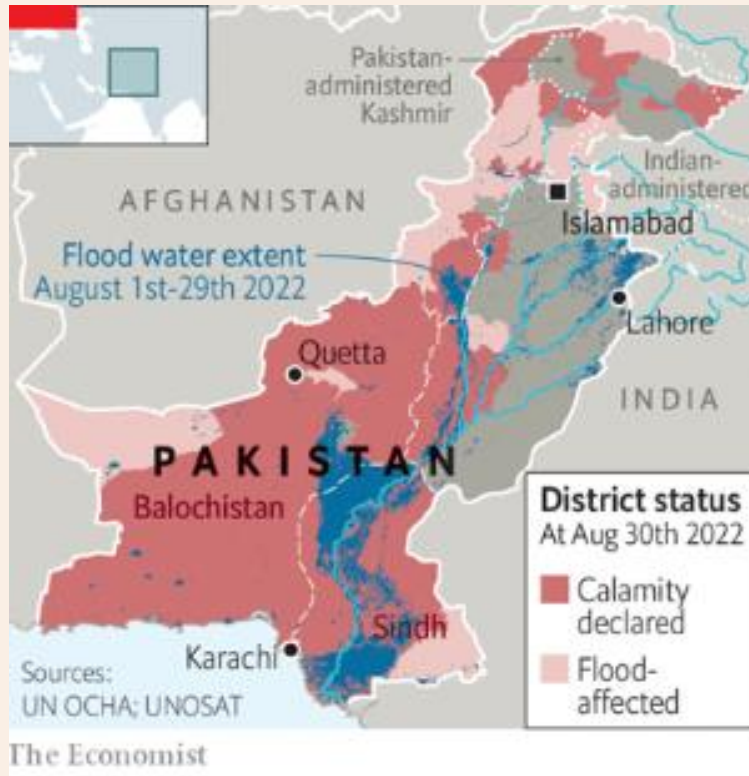 Pakistan-
administered
Kashmir
Indian-
administered
AFGHANISTAN
Islamabad
Flood water extent
August 1st-29th 2022
Lahore
Quetta
INDIA
PAKISTAN
Balochistan
District status
At Aug 30th 2022
Calamity
declared
Sindh
Karachi
Flood-
affected
Sources:
UN OCHA; UNOSAT
The Economist